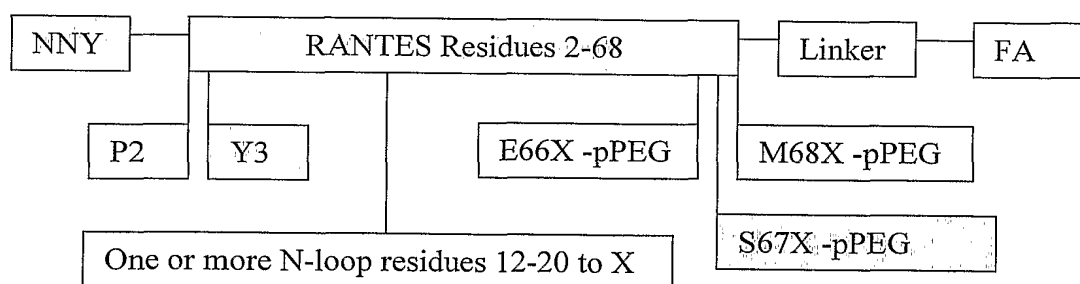 NNY RANTES Residues 2-68 Linker FA
P2 Y3 E66X -pPEG M68X -pPEG
S67X -pPEG
One or more N-loop residues 12-20 to X